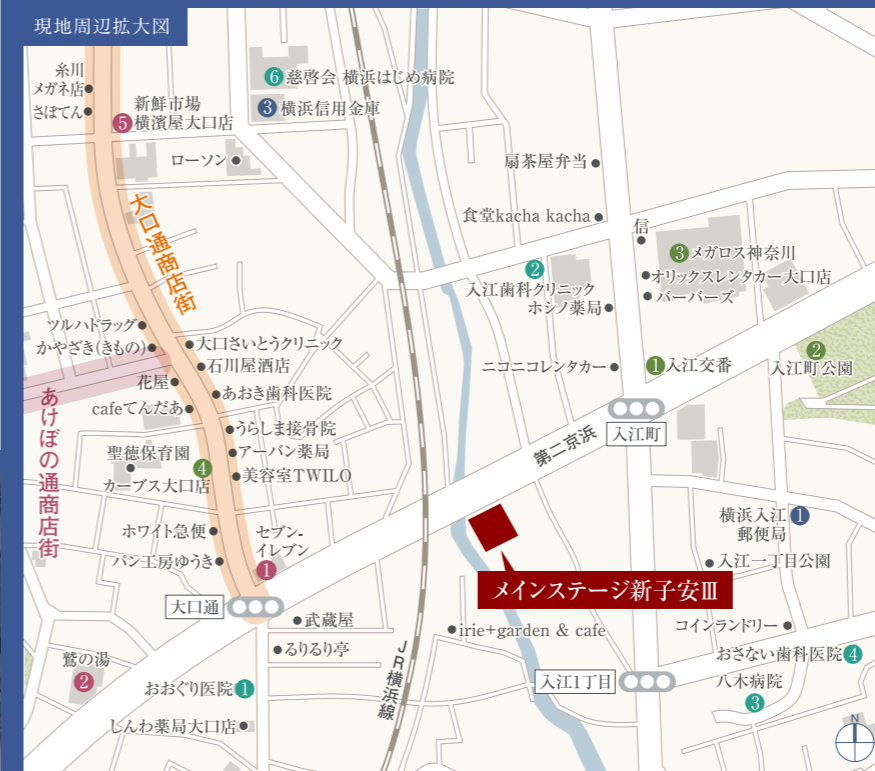 現地周辺拡大図
糸川
メガネ店
さぼてん
新鮮市場
5 横濱屋大口店
ローソン
6 慈啓会 横浜はじめ病院
3 横浜信用金庫
大口通商店街
扇茶屋弁当
食堂kacha kacha
信
3 メガロス神奈川
オリックスレンタカー大口店
パーパーズ
2
入江歯科クリニック
ホシノ薬局
ニコニコレンタカー
1 入江交番
2
入江町公園
入江町
第二京浜
ツルハドラッグ
かやざき(きもの)
大口さいとうクリニック
石川屋酒店
花屋
あおき歯科医院
cafeてんだあ
うらしま接骨院
アーバン薬局
美容室TWILO
聖徳保育園
4
カーブス大口店
あけぼの通商店街
ホワイト急便
パン工房ゆうき
セブン-
イレブン
1
大口通
武蔵屋
るりるり亭
鷲の湯
2
おおぐり医院 1
しんわ薬局大口店
JR横浜線
メインステージ新子安Ⅲ
irie+garden & cafe
横浜入江 1
郵便局
入江一丁目公園
コインランドリー
おさない歯科医院 4
入江1丁目
八木病院
3
N